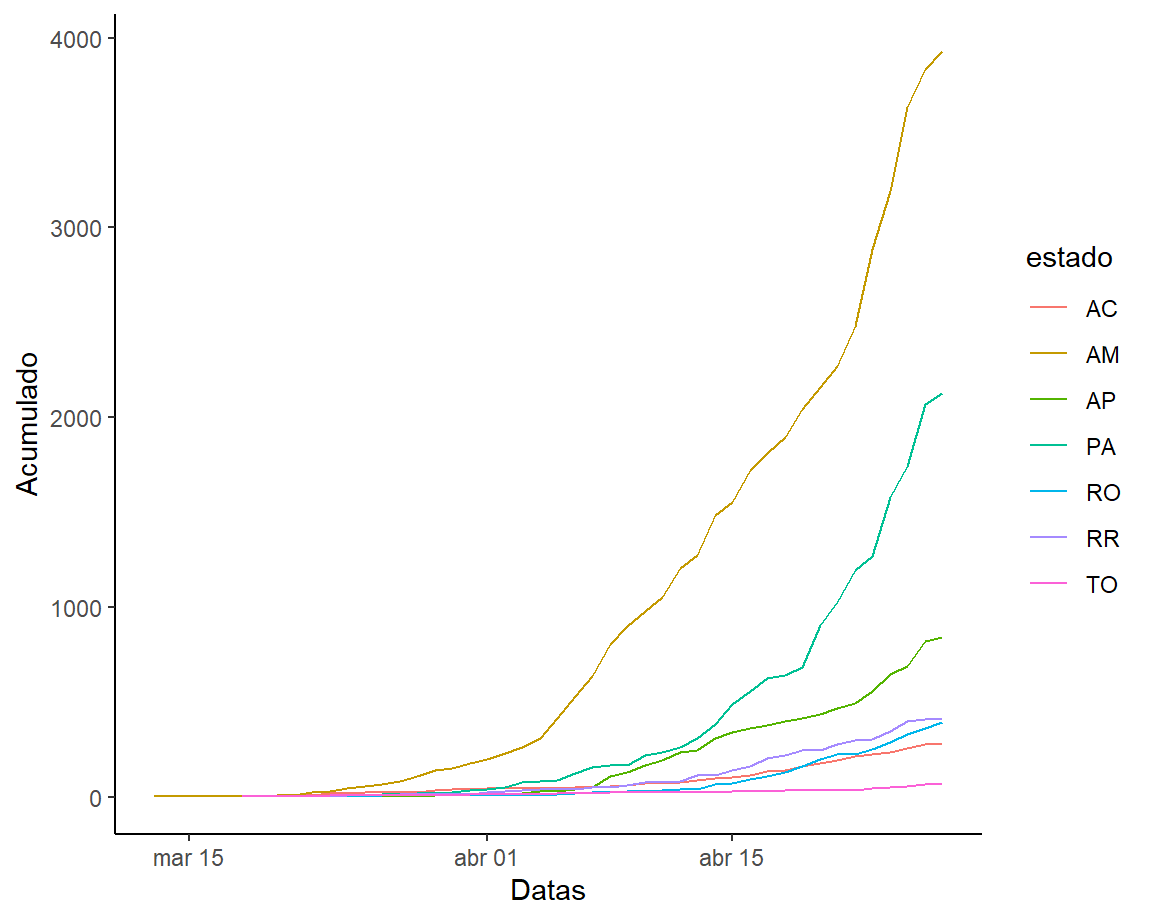 4000
3000
2000
1000
0
Acumulado
mar 15
abr 01
abr 15
Datas
estado
AC
AM
AP
PA
RO
RR
TO